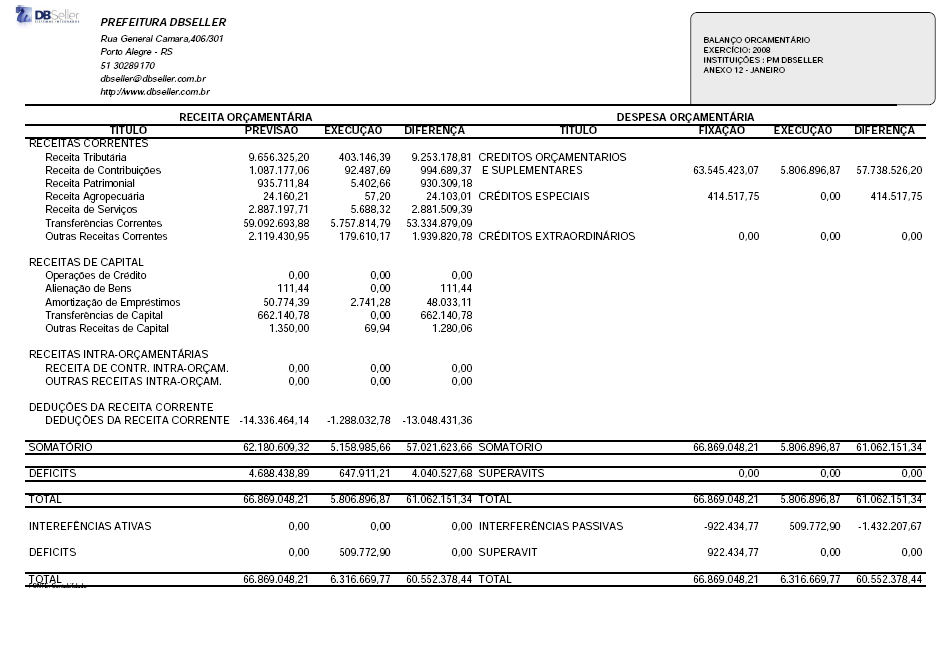 DBSeller
PREFEITURA DBSELLER
Rua General Camara,406/301
Porto Alegre - RS
51 30289170
dbseller@dbseller.com.br
http://www.dbseller.com.br
BALANÇO ORCAMENTÁRIO
EXERCÍCIO: 2008
INSTITUIÇÕES : PM DBSELLER
ANEXO 12 - JANEIRO
RECEITA ORÇAMENTÁRIA DESPESA ORÇAMENTÁRIA
TITULO PREVISÃO EXECUÇÃO DIFERENÇA TITULO FIXAÇÃO EXECUÇÃO DIFERENÇA
RECEITAS CORRENTES
Receita Tributária 9.656.325,20 403.146,39 9.253.178,81 CREDITOS ORÇAMENTARIOS
Receita de Contribuições 1.087.177,06 92.487,69 994.689,37 E SUPLEMENTARES 63.545.423,07 5.806.896,87 57.738.526,20
Receita Patrimonial 935.711,84 5.402,66 930.309,18
Receita Agropecuária 24.160,21 57,20 24.103,01 CRÉDITOS ESPECIAIS 414.517,75 0,00 414.517,75
Receita de Serviços 2.887.197,71 5.688,32 2.881.509,39
Transferências Correntes 59.092.693,88 5.757.814,79 53.334.879,09
Outras Receitas Correntes 2.119.430,95 179.610,17 1.939.820,78 CRÉDITOS EXTRAORDINÁRIOS 0,00 0,00 0,00
RECEITAS DE CAPITAL
Operações de Crédito 0,00 0,00 0,00
Alienação de Bens 111,44 0,00 111,44
Amortização de Empréstimos 50.774,39 2.741,28 48.033,11
Transferências de Capital 662.140,78 0,00 662.140,78
Outras Receitas de Capital 1.350,00 69,94 1.280,06
RECEITAS INTRA-ORÇAMENTÁRIAS
RECEITA DE CONTR. INTRA-ORÇAM. 0,00 0,00 0,00
OUTRAS RECEITAS INTRA-ORÇAM. 0,00 0,00 0,00
DEDUÇÕES DA RECEITA CORRENTE
DEDUÇÕES DA RECEITA CORRENTE -14.336.464,14 -1.288.032,78 -13.048.431,36
SOMATÓRIO 62.180.609,32 5.158.985,66 57.021.623,66 SOMATORIO 66.869.048,21 5.806.896,87 61.062.151,34
DEFICITS 4.688.438,89 647.911,21 4.040.527,68 SUPERAVITS 0,00 0,00 0,00
TOTAL 66.869.048,21 5.806.896,87 61.062.151,34 TOTAL 66.869.048,21 5.806.896,87 61.062.151,34
INTEREFÊNCIAS ATIVAS 0,00 0,00 0,00 INTERFERÊNCIAS PASSIVAS -922.434,77 509.772,90 -1.432.207,67
DEFICITS 0,00 509.772,90 0,00 SUPERAVIT 922.434,77 0,00 0,00
TOTAL 66.869.048,21 6.316.669,77 60.552.378,44 TOTAL 66.869.048,21 6.316.669,77 60.552.378,44